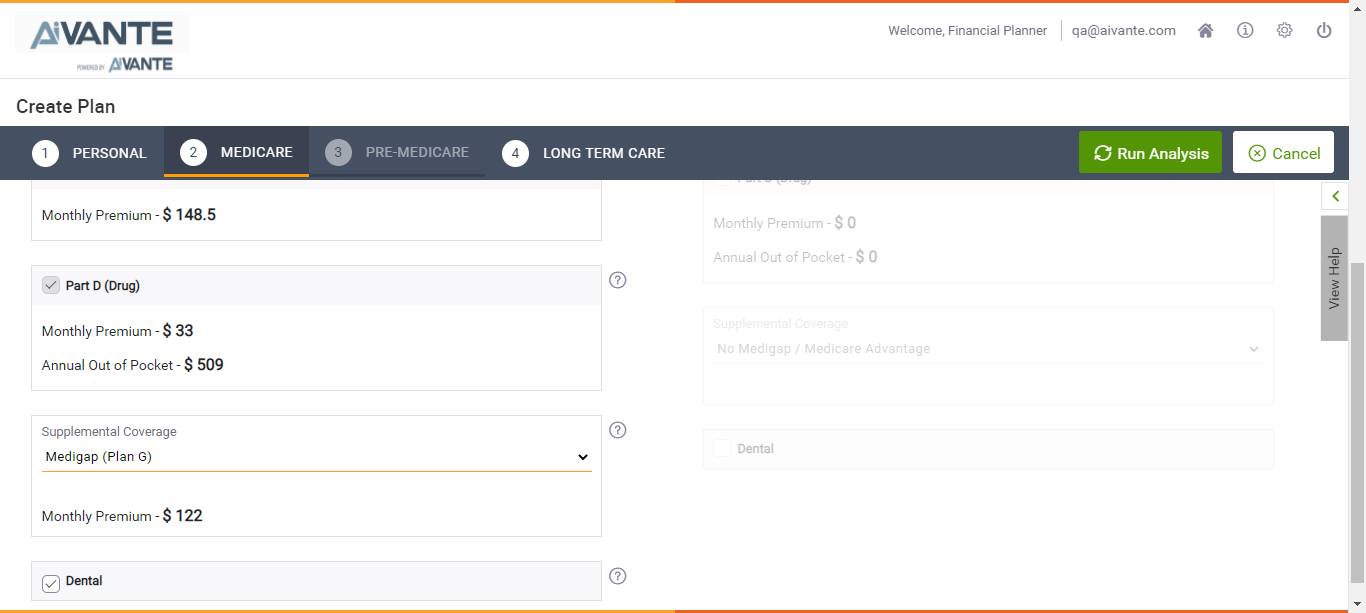 AiVANTE
POWERED BY AiVANTE
Welcome, Financial Planner
qa@aivante.com
Create Plan
1 PERSONAL
2 MEDICARE
3 PRE-MEDICARE
4 LONG TERM CARE
Run Analysis
Cancel
Monthly Premium - $ 148.5
Part D (Drug)
Monthly Premium - $ 33
Annual Out of Pocket - $ 509
Supplemental Coverage
Medigap (Plan G)
Monthly Premium - $ 122
Dental
Part D (Drug)
Monthly Premium - $ 0
Annual Out of Pocket - $ 0
Supplemental Coverage
No Medigap / Medicare Advantage
Dental
View Help